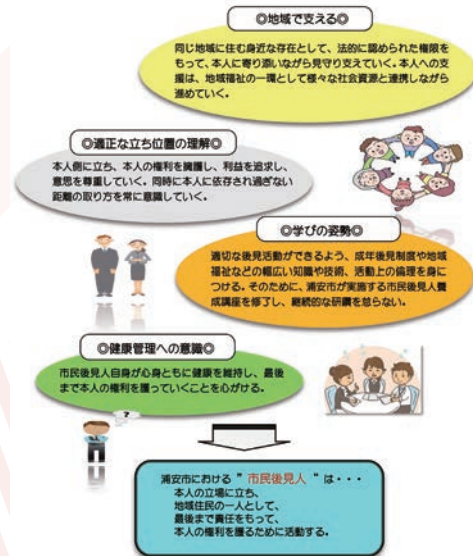 ◎地域で支える◎
同じ地域に住む身近な存在として、法的に認められた権限を
もって、本人に寄り添いながら見守り支えていく。本人への支
援は、地域福祉の一環として様々な社会資源と連携しながら
進めていく。
◎適正な立ち位置の理解◎
本人側に立ち、本人の権利を擁護し、利益を追求し、
意思を尊重していく。同時に本人に依存され過ぎない
距離の取り方を常に意識していく。
◎学びの姿勢◎
適切な後見活動ができるよう、成年後見制度や地域
福祉などの幅広い知識や技術、活動上の倫理を身に
つける。そのために、浦安市が実施する市民後見人養
成講座を修了し、継続的な研鑽を怠らない。
◎健康管理への意識◎
市民後見人自身が心身ともに健康を維持し、最後
まで本人の権利を護っていくことを心がける。
?
浦安市における"市民後見人"は・・・
本人の立場に立ち、
地域住民の一人として、
最後まで責任をもって、
本人の権利を護るために活動する。